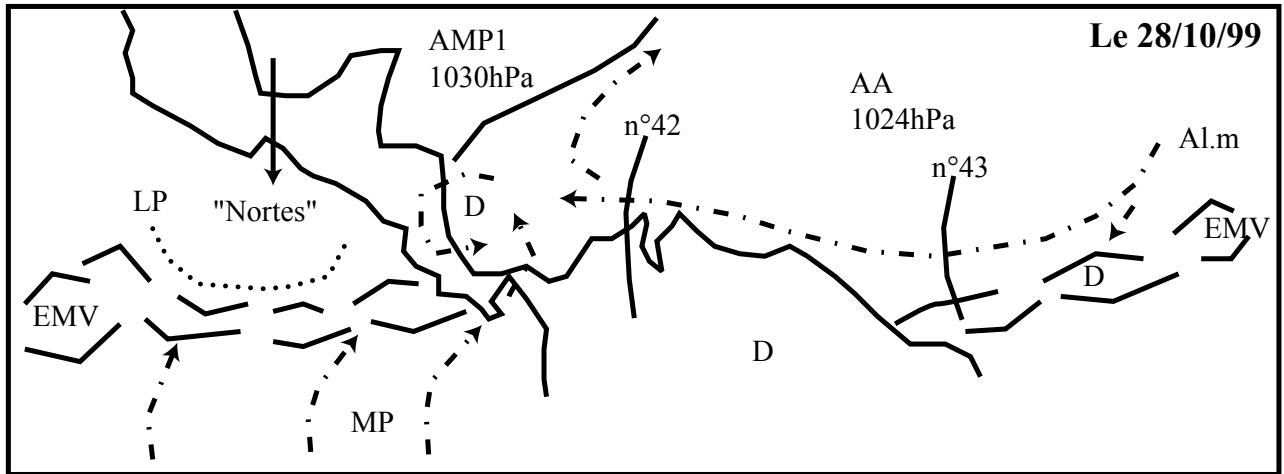 Le 28/10/99
AMP1
1030hPa
AA
1024hPa
n°42
n°43
Al.m
LP
"Nortes"
D
EMV
D
EMV
D
MP